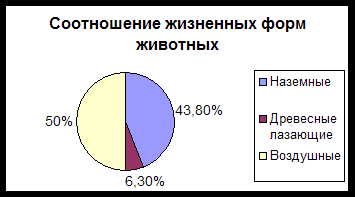 Соотношение жизненных форм
животных
43,80%
6,30%
50%
Наземные
Древесные
лазающие
Воздушные